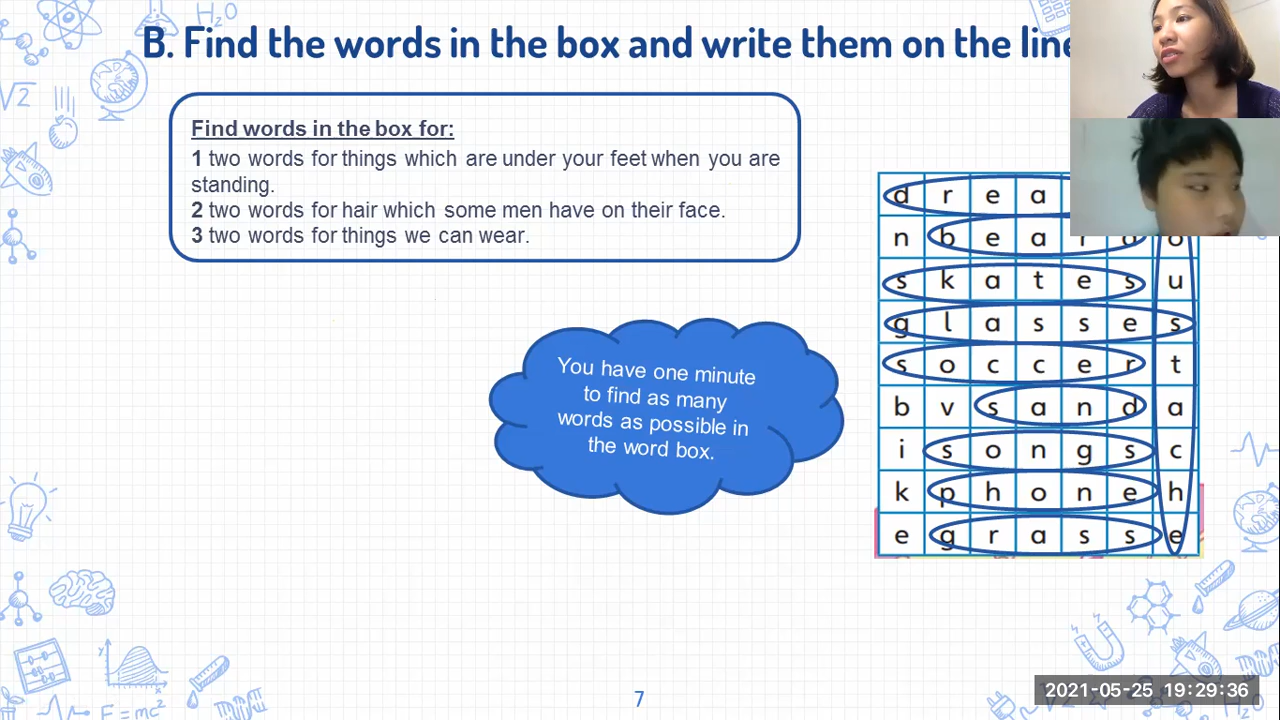 H₂O
B. Find the words in the box and write them on the line
√2
Find words in the box for:
1 two words for things which are under your feet when you are
standing.
2 two words for hair which some men have on their face.
3 two words for things we can wear.
You have one minute
to find as many
words as possible in
the word box.
d r e a
n b e a r d o
s k a t e s u
g l a s s e s
s o c c e r t
b v s a n d a
i s o n g s c
k p h o n e h
e g r a s s e
y
x
E=mc²
7
2021-05-25 19:29:36